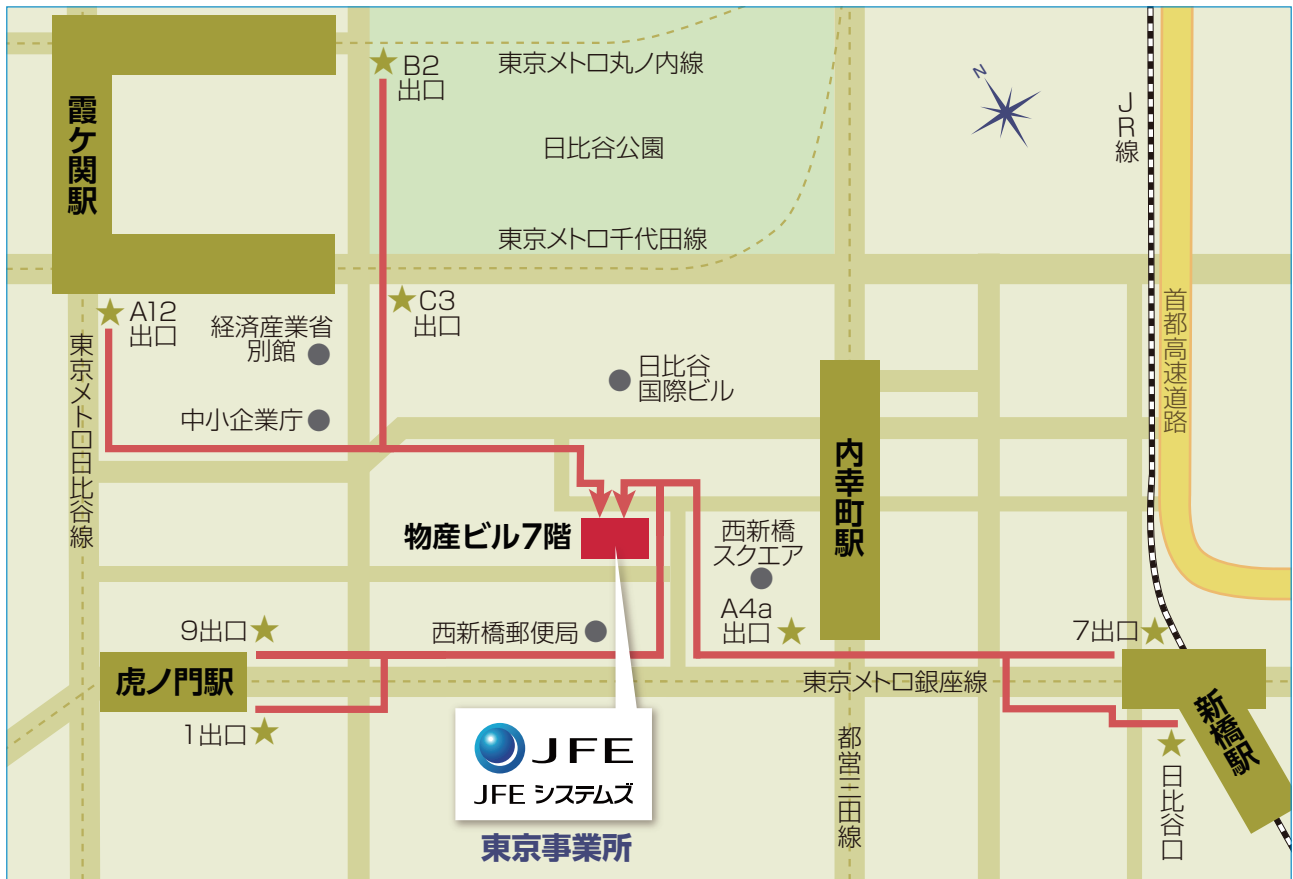 B2
出口
東京メトロ丸ノ内線
N
JR線
霞ケ関駅
日比谷公園
東京メトロ千代田線
A12
出口
C3
出口
経済産業省
別館
首都高速道路
東京メトロ日比谷線
日比谷
国際ビル
中小企業庁
内幸町駅
物産ビル7階
西新橋
スクエア
A4a
出口
9出口
西新橋郵便局
7出口
虎ノ門駅
東京メトロ銀座線
1出口
新橋駅
都営三田線
日比谷口
JFE
JFE システムズ
東京事業所